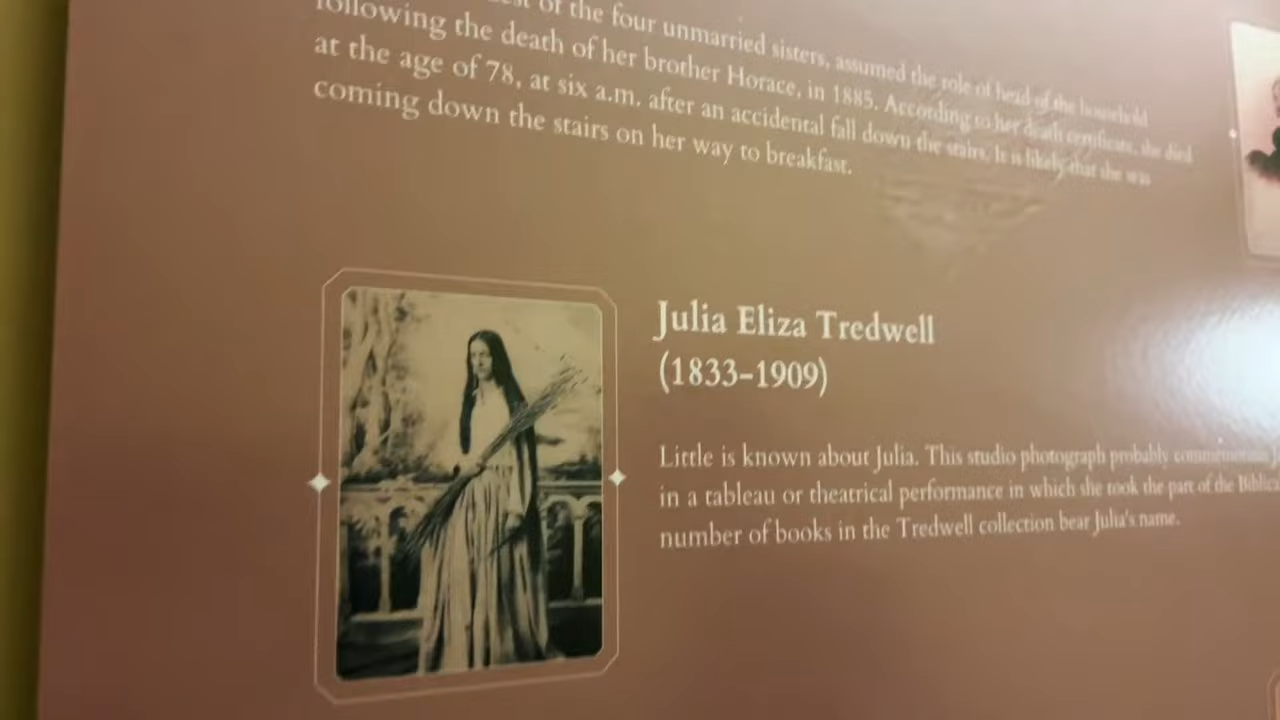 of the four unmarried sisters, assumed the role of head of the household
following the death of her brother Horace, in 1885. According to her death certificate, she died
at the age of 78, at six a.m. after an accidental fall down the stairs. It is likely that she was
coming down the stairs on her way to breakfast.
Julia Eliza Tredwell
(1833–1909)
Little is known about Julia. This studio photograph probably
in a tableau or theatrical performance in which she took the part of the
number of books in the Tredwell collection bear Julia's name.